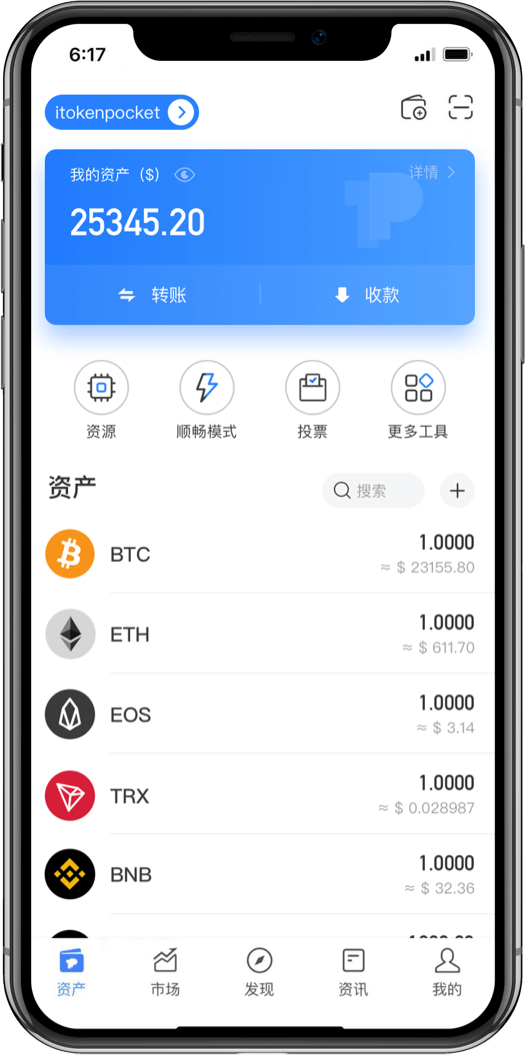 6:17
itokenpocket
我的资产（$）
详情
25345.20
转账
收款
资源
顺畅模式
投票
更多工具
资产
搜索
BTC
1.0000
≈ $ 23155.80
ETH
1.0000
≈ $ 611.70
EOS
1.0000
≈ $ 3.14
TRX
1.0000
≈ $ 0.028987
BNB
1.0000
≈ $ 32.36
资产
市场
发现
资讯
我的